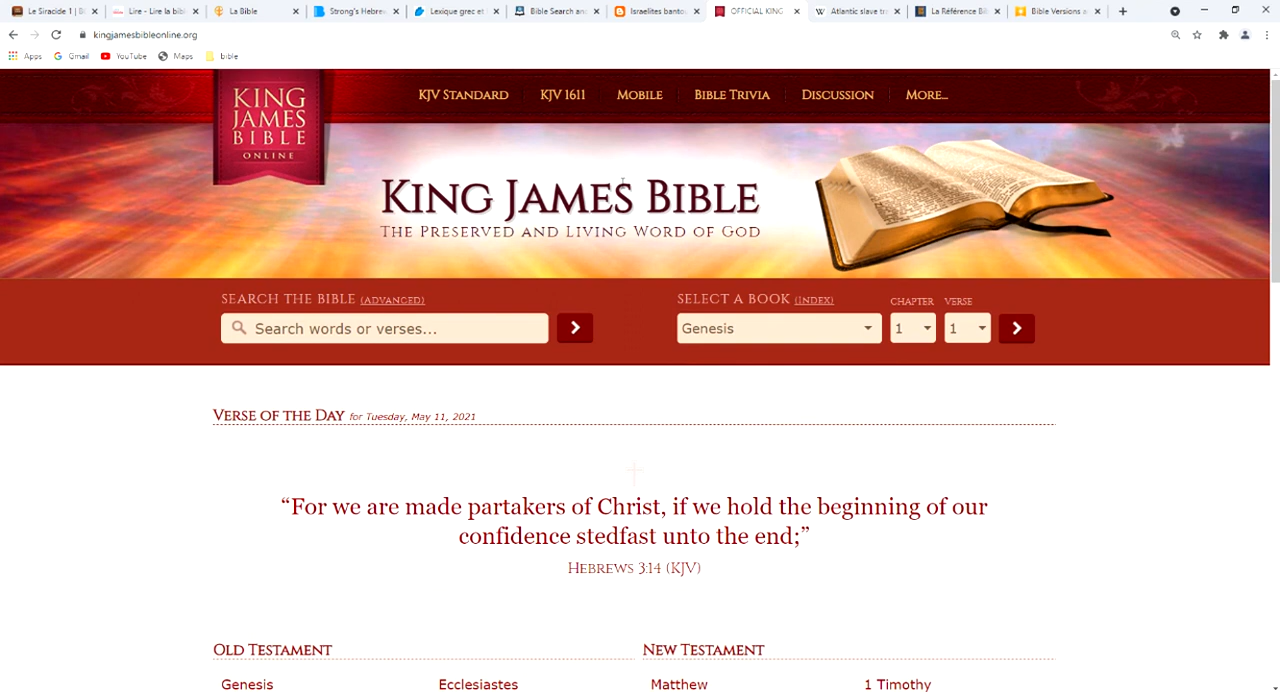 Le Siracide 1 | B
Lire - Lire la bibl
La Bible
Strong's Hebrew
Lexique grec et
Bible Search and
Israelites bantou
OFFICIAL KING
Atlantic slave tr
La Référence Bib
Bible Versions a
kingjamesbibleonline.org
Apps Gmail YouTube Maps bible
KING
JAMES
BIBLE
ONLINE
KJV STANDARD KJV 1611 MOBILE BIBLE TRIVIA DISCUSSION MORE...
KING JAMES BIBLE
THE PRESERVED AND LIVING WORD OF GOD
SEARCH THE BIBLE (ADVANCED)
SELECT A BOOK (INDEX) CHAPTER VERSE
Search words or verses...
Genesis 1 1
VERSE OF THE DAY for Tuesday, May 11, 2021
“For we are made partakers of Christ, if we hold the beginning of our
confidence stedfast unto the end;”
HEBREWS 3:14 (KJV)
OLD TESTAMENT NEW TESTAMENT
Genesis Ecclesiastes Matthew 1 Timothy